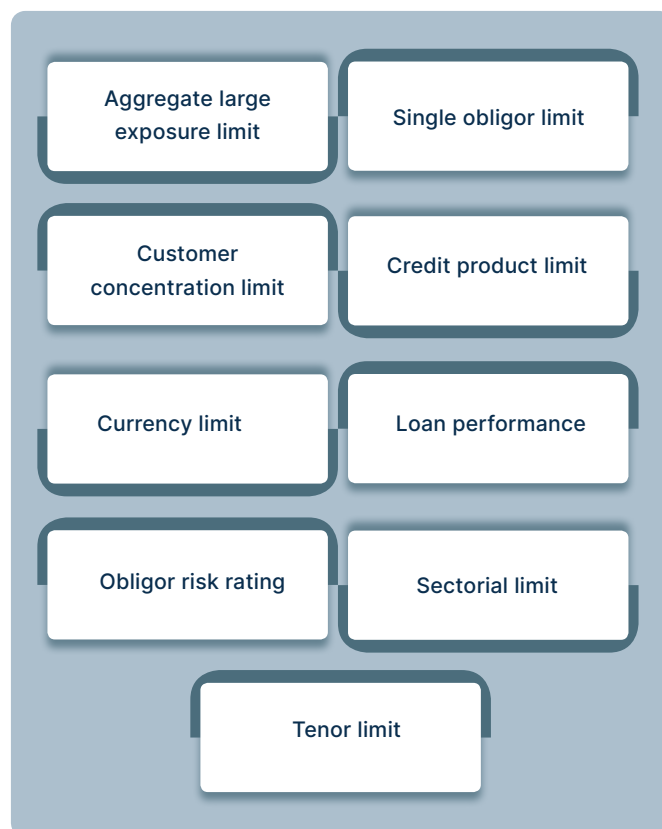 Aggregate large
exposure limit
Single obligor limit
Customer
concentration limit
Credit product limit
Currency limit
Loan performance
Obligor risk rating
Sectorial limit
Tenor limit